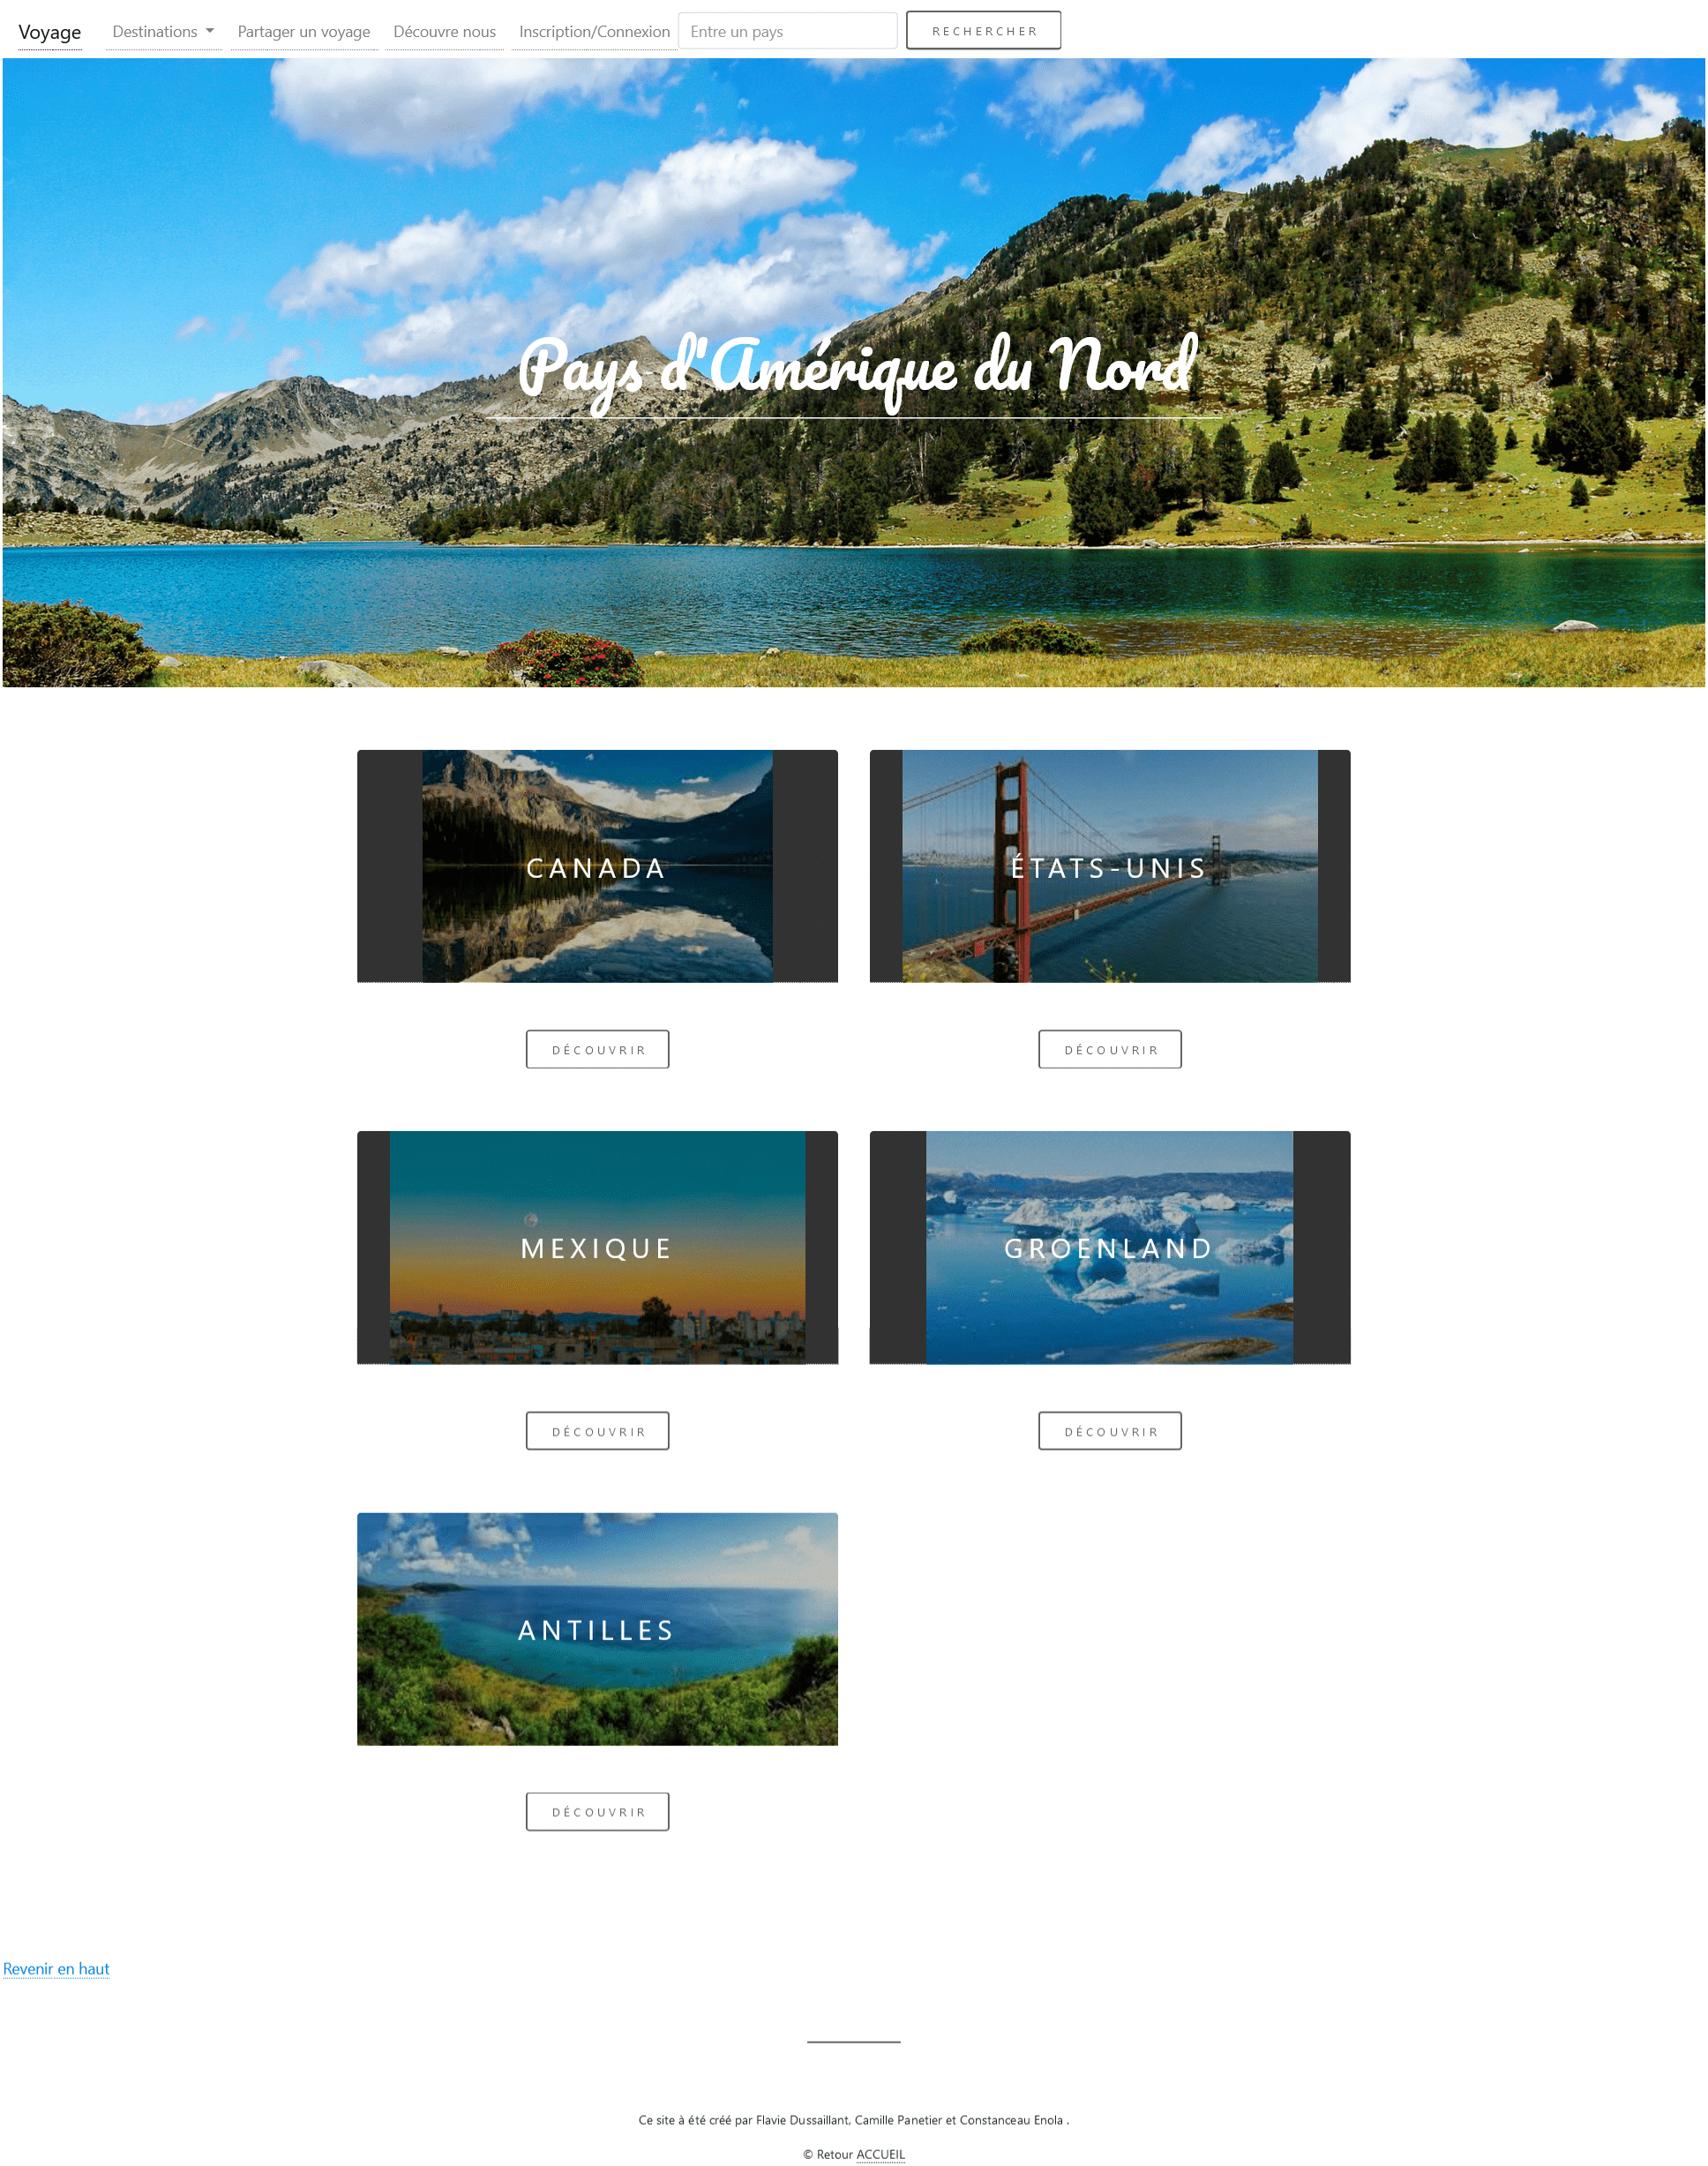 Voyage Destinations Partager un voyage Découvre nous Inscription/Connexion Entre un pays RECHERCHER
Pays d'Amérique du Nord
CANADA ÉTATS-UNIS
DÉCOUVRIR DÉCOUVRIR
MEXIQUE GROENLAND
DÉCOUVRIR DÉCOUVRIR
ANTILLES
DÉCOUVRIR
Revenir en haut
Ce site à été créé par Flavie Dussaillant, Camille Panetier et Constanceau Enola .
© Retour ACCUEIL